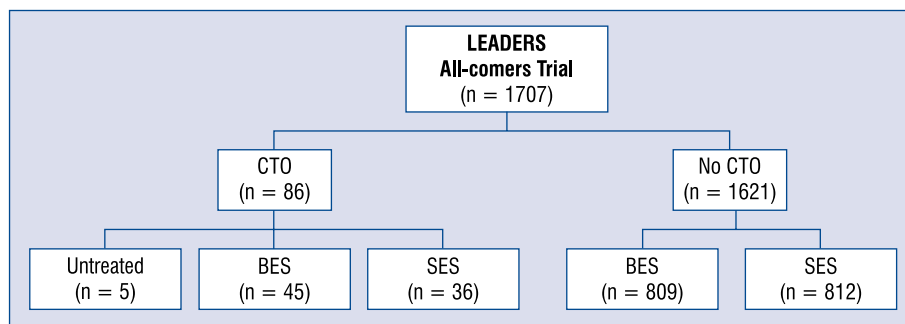 LEADERS
All-comers Trial
(n = 1707)
CTO
(n = 86)
No CTO
(n = 1621)
Untreated
(n = 5)
BES
(n = 45)
SES
(n = 36)
BES
(n = 809)
SES
(n = 812)